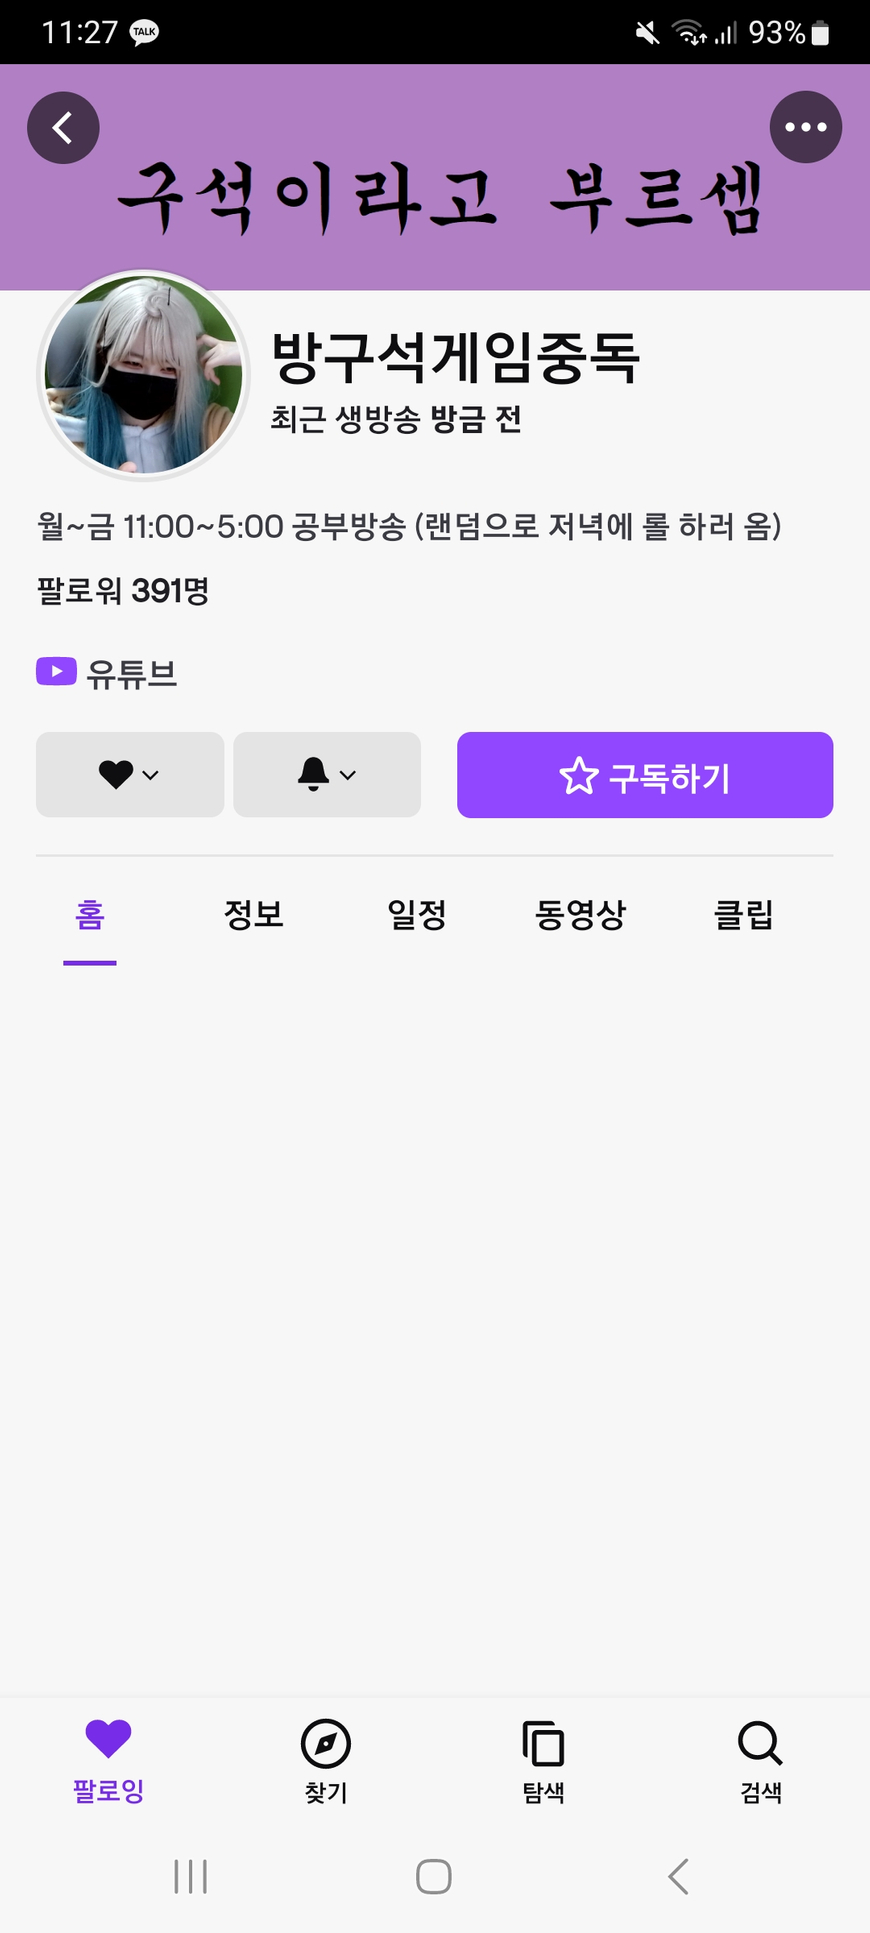 11:27 TALK 93%
구석이라고 부르셈
방구석게임중독
최근 생방송 방금 전
월~금 11:00~5:00 공부방송 (랜덤으로 저녁에 롤 하러 옴)
팔로워 391명
유튜브
구독하기
홈 정보 일정 동영상 클립
팔로잉 찾기 탐색 검색